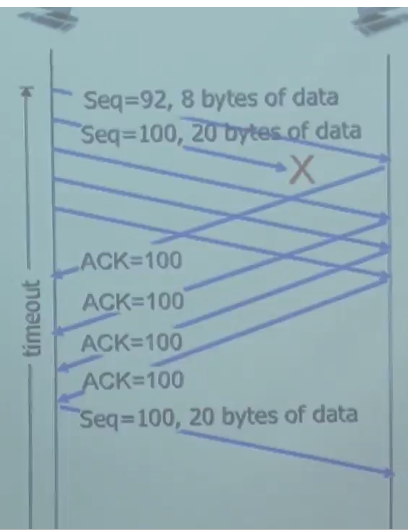 Seq=92, 8 bytes of data
Seq=100, 20 bytes of data
X
ACK=100
timeout
ACK=100
ACK=100
ACK=100
Seq=100, 20 bytes of data